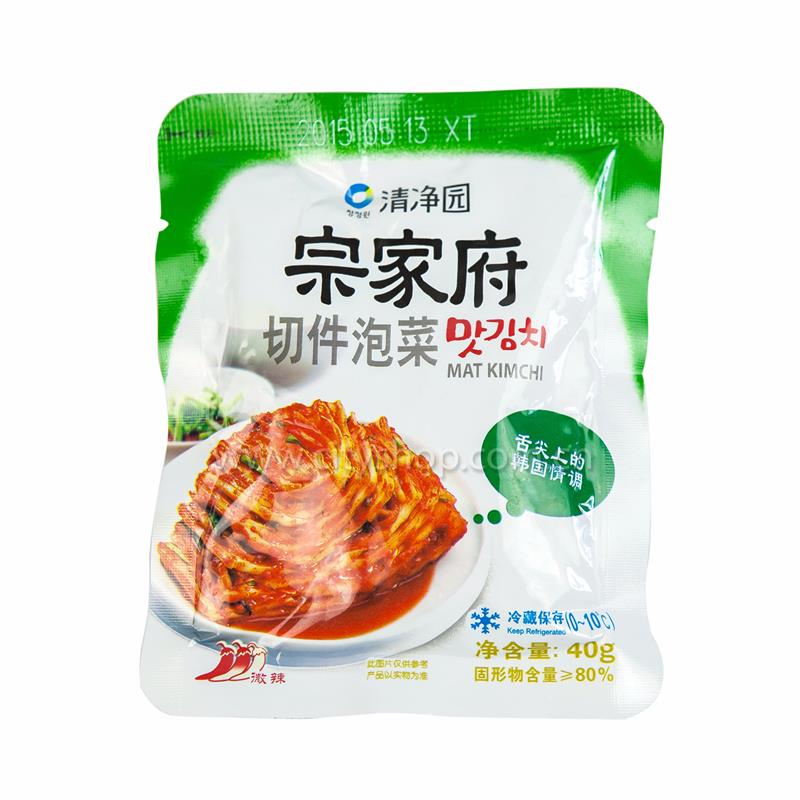 2015 05 13 XT
清净园
청정원
宗家府
切件泡菜 맛김치
MAT KIMCHI
舌尖上的
韩国情调
冷藏保存(0~10℃)
Keep Refrigerated
净含量: 40g
固形物含量≥80%
微辣
此图片仅供参考
产品以实物为准